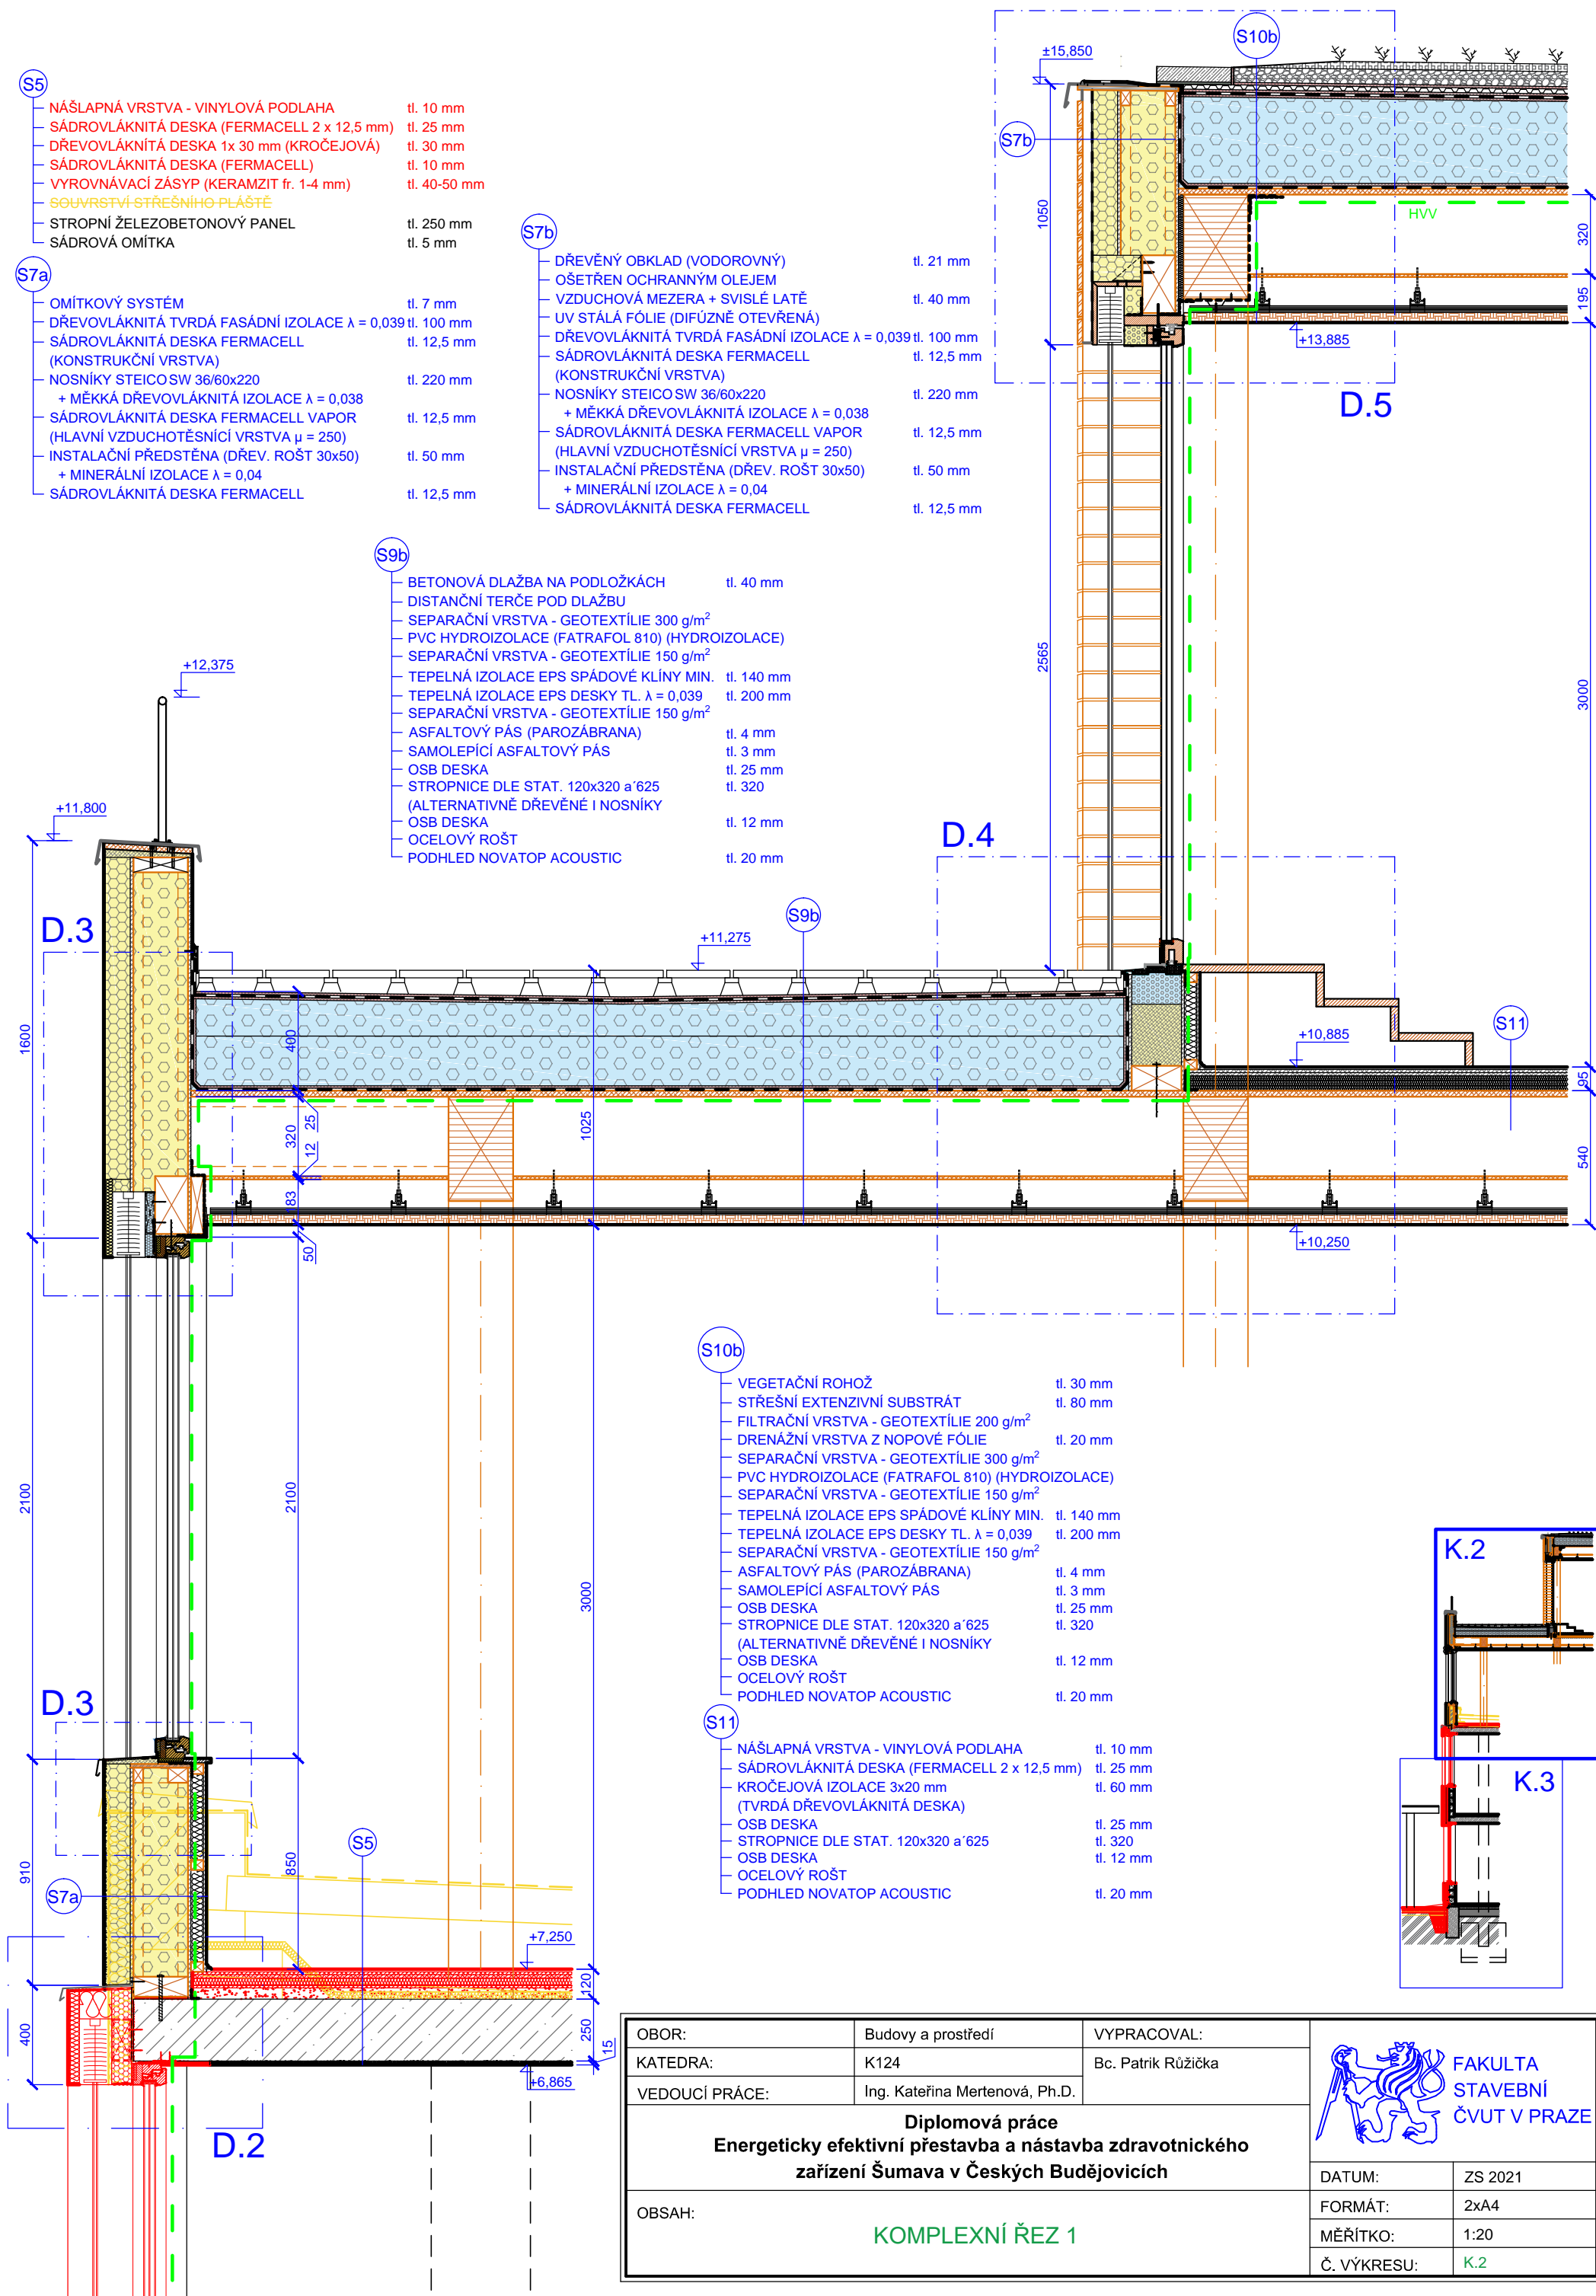 S5
NÁŠLAPNÁ VRSTVA - VINYLOVÁ PODLAHA tl. 10 mm
SÁDROVLÁKNITÁ DESKA (FERMACELL 2 x 12,5 mm) tl. 25 mm
DŘEVOVLÁKNÍTÁ DESKA 1x 30 mm (KROČEJOVÁ) tl. 30 mm
SÁDROVLÁKNITÁ DESKA (FERMACELL) tl. 10 mm
VYROVNÁVACÍ ZÁSYP (KERAMZIT fr. 1-4 mm) tl. 40-50 mm
SOUVRSTVÍ STŘEŠNÍHO PLÁŠTĚ
STROPNÍ ŽELEZOBETONOVÝ PANEL tl. 250 mm
SÁDROVÁ OMÍTKA tl. 5 mm
S7a
OMÍTKOVÝ SYSTÉM tl. 7 mm
DŘEVOVLÁKNITÁ TVRDÁ FASÁDNÍ IZOLACE λ = 0,039 tl. 100 mm
SÁDROVLÁKNITÁ DESKA FERMACELL tl. 12,5 mm
(KONSTRUKČNÍ VRSTVA)
NOSNÍKY STEICO SW 36/60x220 tl. 220 mm
+ MĚKKÁ DŘEVOVLÁKNITÁ IZOLACE λ = 0,038
SÁDROVLÁKNITÁ DESKA FERMACELL VAPOR tl. 12,5 mm
(HLAVNÍ VZDUCHOTĚSNÍCÍ VRSTVA µ = 250)
INSTALAČNÍ PŘEDSTĚNA (DŘEV. ROŠT 30x50) tl. 50 mm
+ MINERÁLNÍ IZOLACE λ = 0,04
SÁDROVLÁKNITÁ DESKA FERMACELL tl. 12,5 mm
S7b
DŘEVĚNÝ OBKLAD (VODOROVNÝ) tl. 21 mm
OŠETŘEN OCHRANNÝM OLEJEM
VZDUCHOVÁ MEZERA + SVISLÉ LATĚ tl. 40 mm
UV STÁLÁ FÓLIE (DIFÚZNĚ OTEVŘENÁ)
DŘEVOVLÁKNITÁ TVRDÁ FASÁDNÍ IZOLACE λ = 0,039 tl. 100 mm
SÁDROVLÁKNITÁ DESKA FERMACELL tl. 12,5 mm
(KONSTRUKČNÍ VRSTVA)
NOSNÍKY STEICO SW 36/60x220 tl. 220 mm
+ MĚKKÁ DŘEVOVLÁKNITÁ IZOLACE λ = 0,038
SÁDROVLÁKNITÁ DESKA FERMACELL VAPOR tl. 12,5 mm
(HLAVNÍ VZDUCHOTĚSNÍCÍ VRSTVA µ = 250)
INSTALAČNÍ PŘEDSTĚNA (DŘEV. ROŠT 30x50) tl. 50 mm
+ MINERÁLNÍ IZOLACE λ = 0,04
SÁDROVLÁKNITÁ DESKA FERMACELL tl. 12,5 mm
±15,850
S10b
S7b
1050
HVV
320
195
+13,885
D.5
2565
3000
S9b
BETONOVÁ DLAŽBA NA PODLOŽKÁCH tl. 40 mm
DISTANČNÍ TERČE POD DLAŽBU
SEPARAČNÍ VRSTVA - GEOTEXTÍLIE 300 g/m²
PVC HYDROIZOLACE (FATRAFOL 810) (HYDROIZOLACE)
SEPARAČNÍ VRSTVA - GEOTEXTÍLIE 150 g/m²
TEPELNÁ IZOLACE EPS SPÁDOVÉ KLÍNY MIN. tl. 140 mm
TEPELNÁ IZOLACE EPS DESKY TL. λ = 0,039 tl. 200 mm
SEPARAČNÍ VRSTVA - GEOTEXTÍLIE 150 g/m²
ASFALTOVÝ PÁS (PAROZÁBRANA) tl. 4 mm
SAMOLEPÍCÍ ASFALTOVÝ PÁS tl. 3 mm
OSB DESKA tl. 25 mm
STROPNICE DLE STAT. 120x320 a´625 tl. 320
(ALTERNATIVNĚ DŘEVĚNÉ I NOSNÍKY
OSB DESKA tl. 12 mm
OCELOVÝ ROŠT
PODHLED NOVATOP ACOUSTIC tl. 20 mm
+12,375
+11,800
D.3
D.4
S9b
+11,275
1600
400
1025
320
25
12
183
50
+10,885
S11
95
540
+10,250
2100
2100
3000
S10b
VEGETAČNÍ ROHOŽ tl. 30 mm
STŘEŠNÍ EXTENZIVNÍ SUBSTRÁT tl. 80 mm
FILTRAČNÍ VRSTVA - GEOTEXTÍLIE 200 g/m²
DRENÁŽNÍ VRSTVA Z NOPOVÉ FÓLIE tl. 20 mm
SEPARAČNÍ VRSTVA - GEOTEXTÍLIE 300 g/m²
PVC HYDROIZOLACE (FATRAFOL 810) (HYDROIZOLACE)
SEPARAČNÍ VRSTVA - GEOTEXTÍLIE 150 g/m²
TEPELNÁ IZOLACE EPS SPÁDOVÉ KLÍNY MIN. tl. 140 mm
TEPELNÁ IZOLACE EPS DESKY TL. λ = 0,039 tl. 200 mm
SEPARAČNÍ VRSTVA - GEOTEXTÍLIE 150 g/m²
ASFALTOVÝ PÁS (PAROZÁBRANA) tl. 4 mm
SAMOLEPÍCÍ ASFALTOVÝ PÁS tl. 3 mm
OSB DESKA tl. 25 mm
STROPNICE DLE STAT. 120x320 a´625 tl. 320
(ALTERNATIVNĚ DŘEVĚNÉ I NOSNÍKY
OSB DESKA tl. 12 mm
OCELOVÝ ROŠT
PODHLED NOVATOP ACOUSTIC tl. 20 mm
S11
NÁŠLAPNÁ VRSTVA - VINYLOVÁ PODLAHA tl. 10 mm
SÁDROVLÁKNITÁ DESKA (FERMACELL 2 x 12,5 mm) tl. 25 mm
KROČEJOVÁ IZOLACE 3x20 mm tl. 60 mm
(TVRDÁ DŘEVOVLÁKNITÁ DESKA)
OSB DESKA tl. 25 mm
STROPNICE DLE STAT. 120x320 a´625 tl. 320
OSB DESKA tl. 12 mm
OCELOVÝ ROŠT
PODHLED NOVATOP ACOUSTIC tl. 20 mm
K.2
K.3
D.3
S5
S7a
910
850
+7,250
120
400
250
15
+6,865
D.2
OBOR: Budovy a prostředí VYPRACOVAL:
KATEDRA: K124 Bc. Patrik Růžička
VEDOUCÍ PRÁCE: Ing. Kateřina Mertenová, Ph.D.
Diplomová práce
Energeticky efektivní přestavba a nástavba zdravotnického
zařízení Šumava v Českých Budějovicích
OBSAH:
KOMPLEXNÍ ŘEZ 1
FAKULTA
STAVEBNÍ
ČVUT V PRAZE
DATUM: ZS 2021
FORMÁT: 2xA4
MĚŘÍTKO: 1:20
Č. VÝKRESU: K.2